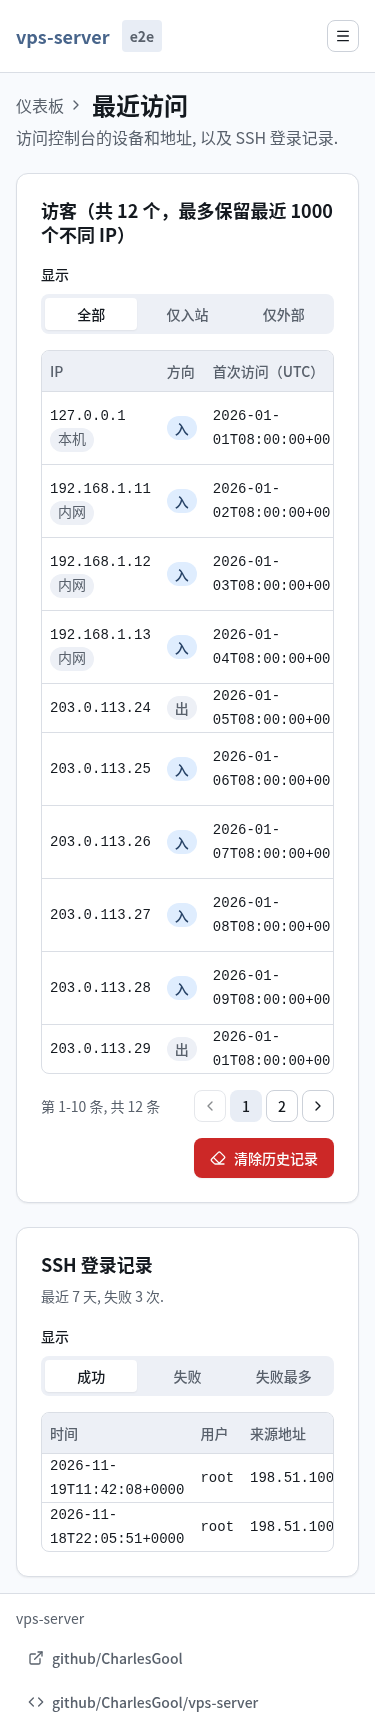 vps-server e2e
仪表板 > 最近访问
访问控制台的设备和地址, 以及 SSH 登录记录.
访客（共 12 个，最多保留最近 1000
个不同 IP）
显示
全部 仅入站 仅外部
IP 方向 首次访问（UTC）
127.0.0.1
本机
入
2026-01-
01T08:00:00+00
192.168.1.11
内网
入
2026-01-
02T08:00:00+00
192.168.1.12
内网
入
2026-01-
03T08:00:00+00
192.168.1.13
内网
入
2026-01-
04T08:00:00+00
203.0.113.24
出
2026-01-
05T08:00:00+00
203.0.113.25
入
2026-01-
06T08:00:00+00
203.0.113.26
入
2026-01-
07T08:00:00+00
203.0.113.27
入
2026-01-
08T08:00:00+00
203.0.113.28
入
2026-01-
09T08:00:00+00
203.0.113.29
出
2026-01-
01T08:00:00+00
第 1-10 条, 共 12 条 1 2
清除历史记录
SSH 登录记录
最近 7 天, 失败 3 次.
显示
成功 失败 失败最多
时间 用户 来源地址
2026-11-
19T11:42:08+0000
root
198.51.100
2026-11-
18T22:05:51+0000
root
198.51.100
vps-server
github/CharlesGool
github/CharlesGool/vps-server